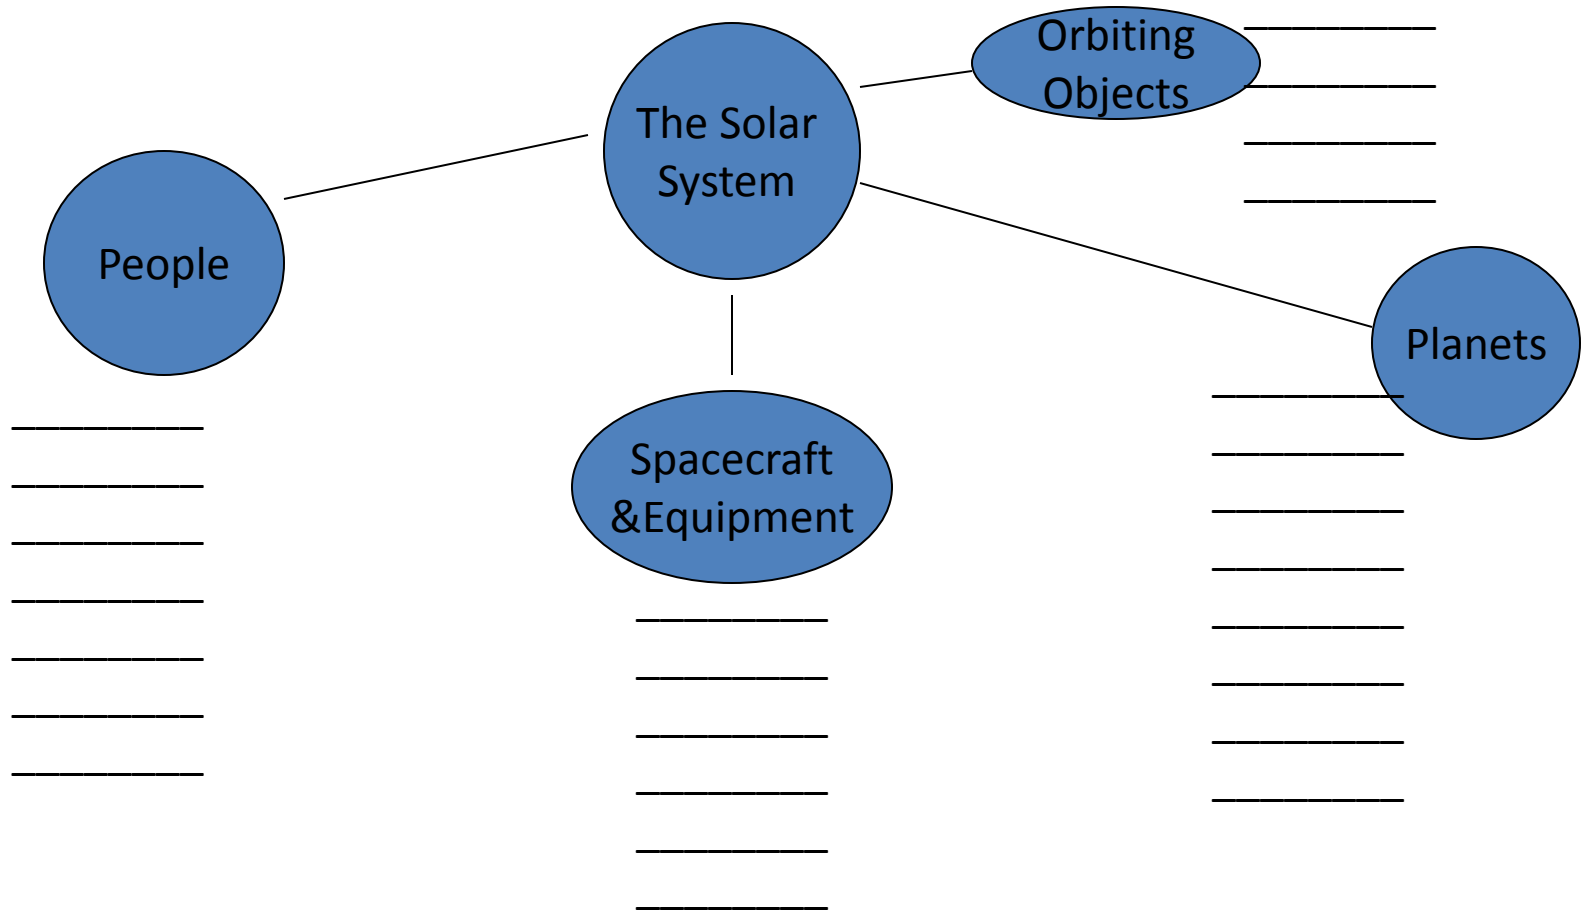 Orbiting
Objects
The Solar
System
People
Planets
Spacecraft
&Equipment